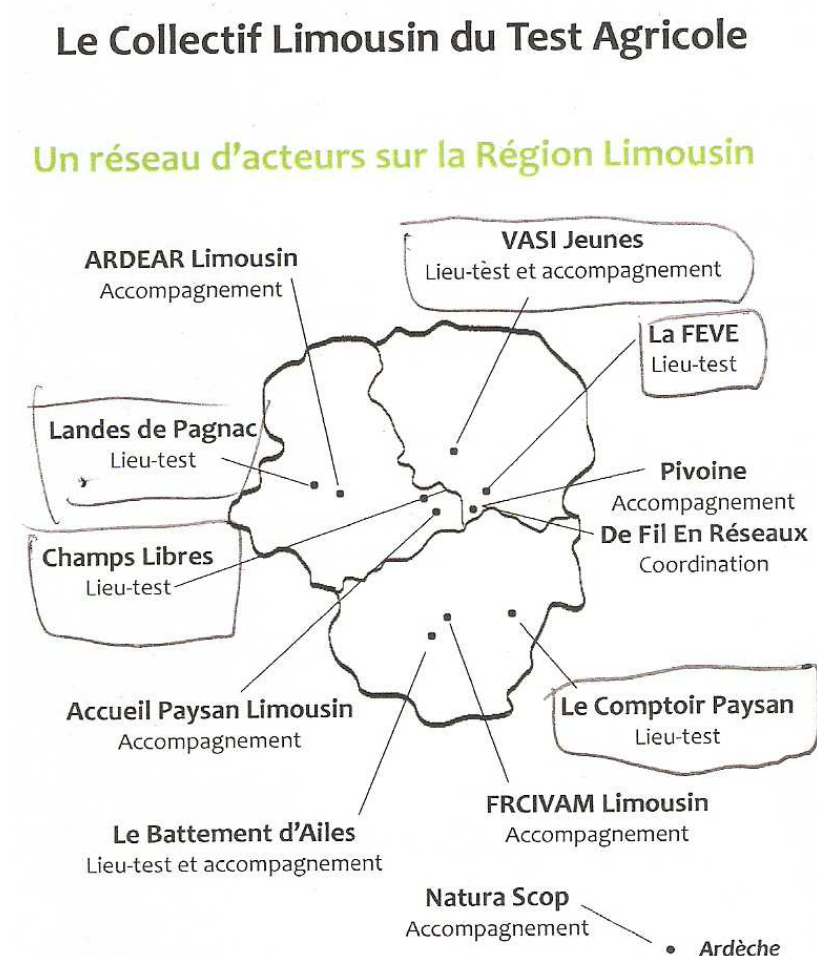 Le Collectif Limousin du Test Agricole
Un réseau d'acteurs sur la Région Limousin
VASI Jeunes
Lieu-test et accompagnement
ARDEAR Limousin
Accompagnement
La FEVE
Lieu-test
Landes de Pagnac
Lieu-test
Pivoine
Accompagnement
De Fil En Réseaux
Coordination
Champs Libres
Lieu-test
Accueil Paysan Limousin
Accompagnement
Le Comptoir Paysan
Lieu-test
FRCIVAM Limousin
Accompagnement
Le Battement d'Ailes
Lieu-test et accompagnement
Natura Scop
Accompagnement
Ardèche